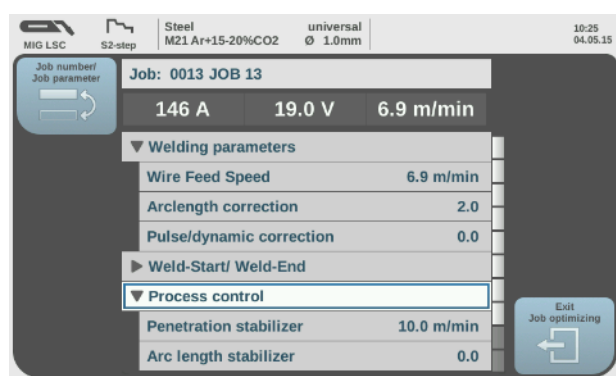 MIG LSC
S2-step
Steel universal
M21 Ar+15-20%CO2 Ø 1.0mm
10:25
04.05.15
Job number/
Job parameter
Job: 0013 JOB 13
146 A 19.0 V 6.9 m/min
Welding parameters
Wire Feed Speed 6.9 m/min
Arclength correction 2.0
Pulse/dynamic correction 0.0
Weld-Start/ Weld-End
Process control
Penetration stabilizer 10.0 m/min
Arc length stabilizer 0.0
Exit
Job optimizing